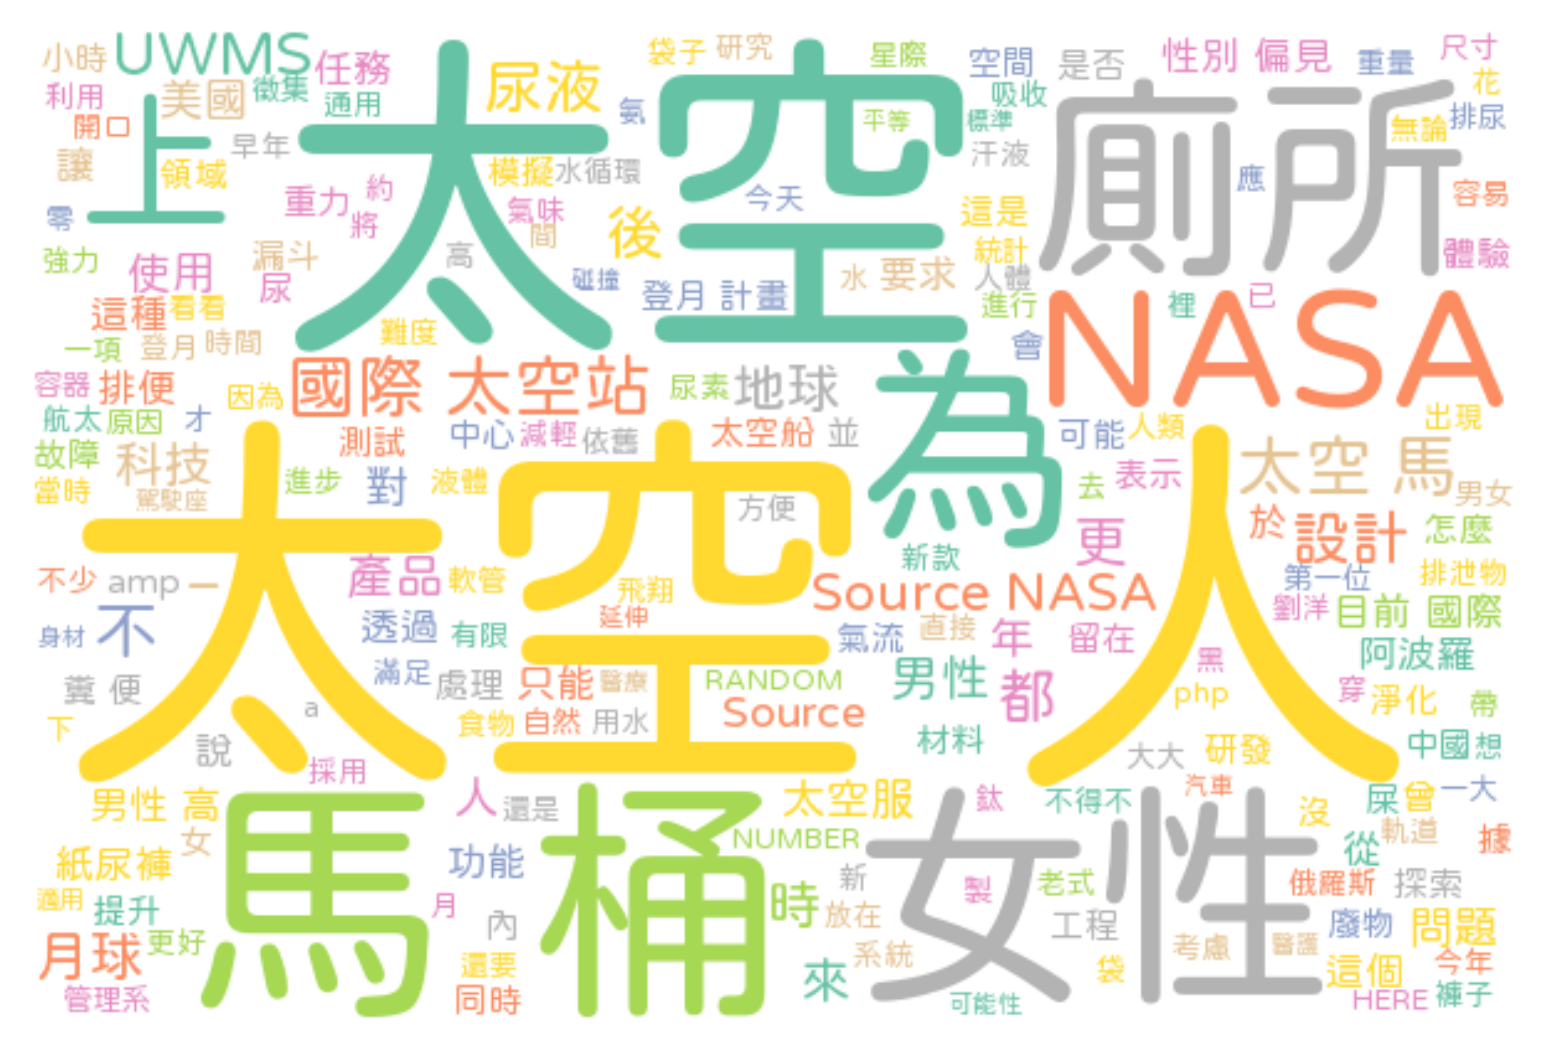 小時 UWMS 任務 尿液 袋子 研究 星際 空間 是否 性別 偏見 重量 尺寸
利用 美國 徵集 通用 氨 吸收 花
開口 上 太空 平等 標準 廁所 無論 排尿
讓 領域 早年 模擬 水循環 汗液 應
零 重力 約 將 氣味 間 後 今天 這是 容易
強力 使用 漏斗 尿 高 碰撞 登月 計畫 水 要求 統計 人體 體驗
這種 看看 難度 進行 裡 已
一項 登月 時間 會 NASA
容器 排便 因為 國際 太空站 尿素 地球 為
航太 原因 才 測試 中心 減輕 依舊 太空船 並 可能 人類 出現
故障 科技 進步 對 液體 去 表示 太空 馬
當時 駕駛座 方便 男女
太空 人 更 於 設計 怎麼
不少 amp 一 產品 軟管 飛翔 新款 Source NASA 第一位 排泄物
身材 不 透過 有限 延伸 氣流 直接 年 留在 劉洋 目前 國際
滿足 處理 只能 醫療 RANDOM 男性 都 黑 阿波羅
糞 便 a 食物 自然 用水 Source php 穿 淨化 帶
下 說 採用 材料 大大 研發 中國 想
男性 高 人 還是 太空服 鈦 不得不 汽車 沒 屎 曾 一大
女 馬桶 NUMBER 女性 從 軌道 據
紙尿褲 功能 新 製 老式 俄羅斯 探索
適用 提升 月 內 時 放在 工程 廢物 問題
月球 更好 還要 系統 考慮 醫護 這個 今年
管理系 同時 來 可能性 袋 HERE 褲子